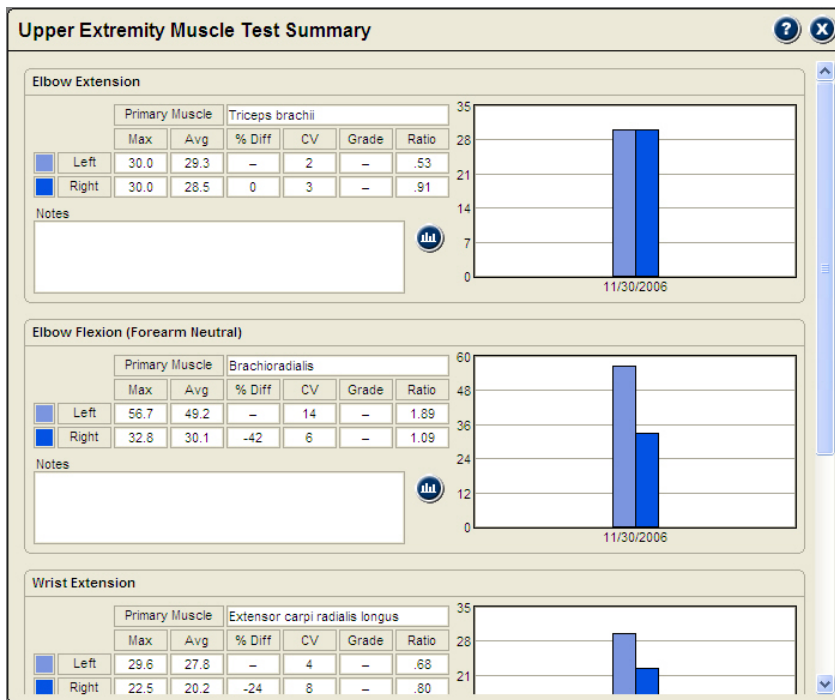 Upper Extremity Muscle Test Summary
? X
Elbow Extension
Primary Muscle Triceps brachii
Max Avg % Diff CV Grade Ratio
Left 30.0 29.3 – 2 – .53
Right 30.0 28.5 0 3 – .91
Notes
35
28
21
14
7
0
11/30/2006
Elbow Flexion (Forearm Neutral)
Primary Muscle Brachioradialis
Max Avg % Diff CV Grade Ratio
Left 56.7 49.2 – 14 – 1.89
Right 32.8 30.1 -42 6 – 1.09
Notes
60
48
36
24
12
0
11/30/2006
Wrist Extension
Primary Muscle Extensor carpi radialis longus
Max Avg % Diff CV Grade Ratio
Left 29.6 27.8 – 4 – .68
Right 22.5 20.2 -24 8 – .80
35
28
21